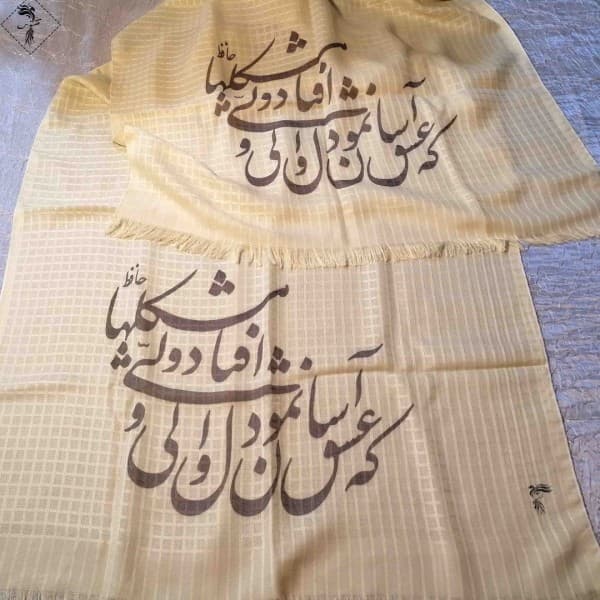 که عشق آسان نمود اول ولی افتاد مشکلها
حافظ
که عشق آسان نمود اول ولی افتاد مشکلها
حافظ